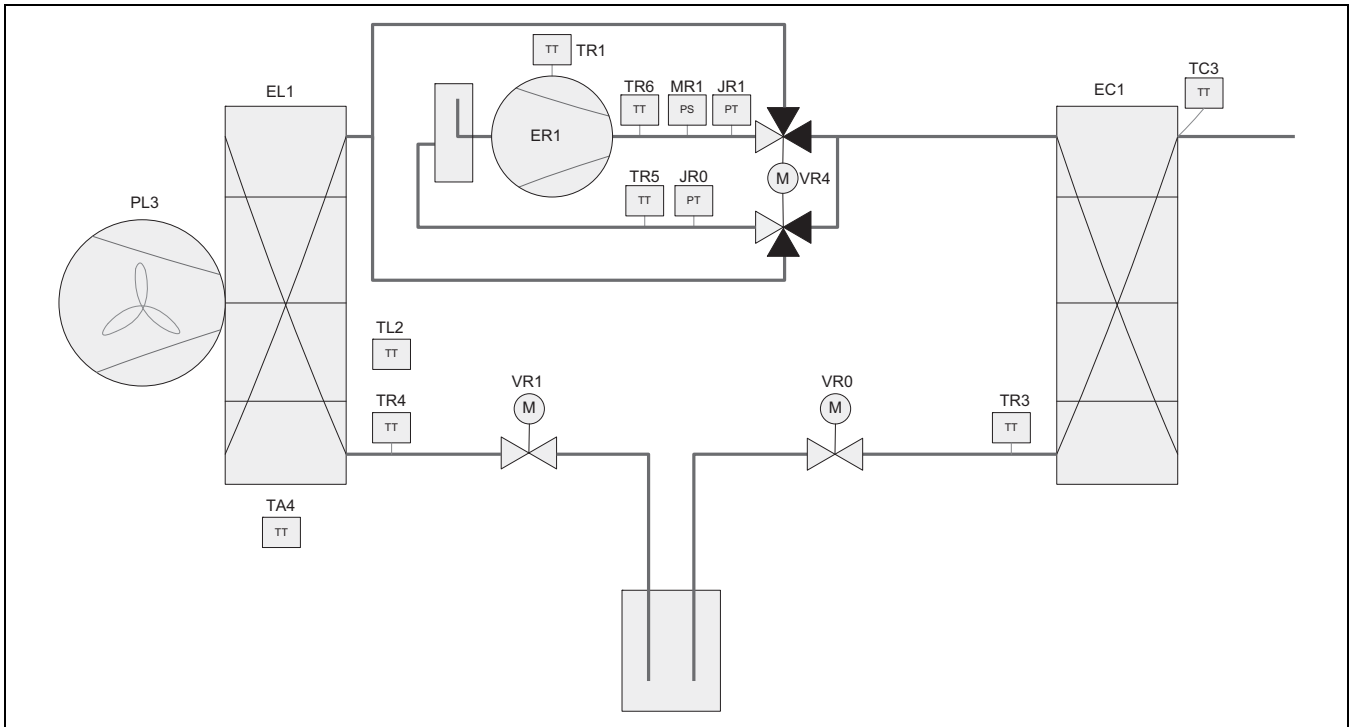 TT
TR1
TC3
TT
EL1
TR6
MR1
JR1
EC1
TT
PS
PT
ER1
TR5
JR0
M
VR4
TT
PT
PL3
TL2
TT
VR1
VR0
TR4
M
M
TR3
TT
TT
TA4
TT